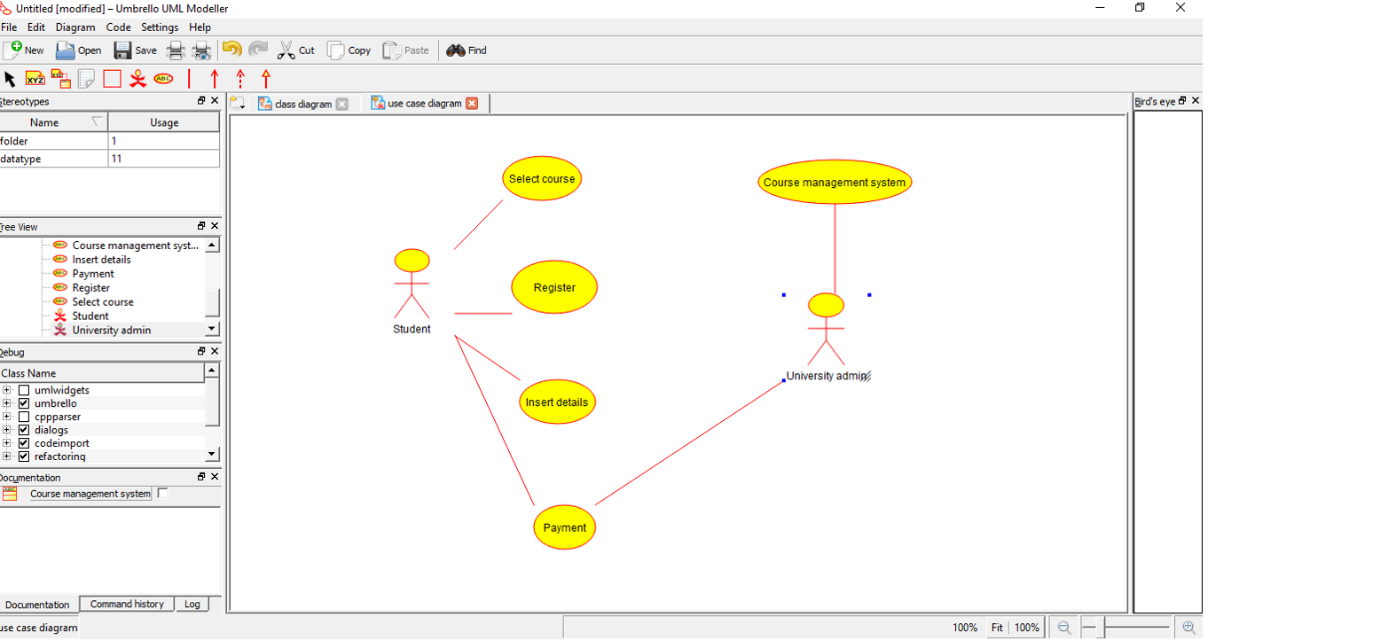 Untitled [modified] – Umbrello UML Modeller
File Edit Diagram Code Settings Help
New Open Save Cut Copy Paste Find
XYZ ABC
Stereotypes
Name Usage
folder 1
datatype 11
Tree View
Course management syst...
Insert details
Payment
Register
Select course
Student
University admin
Debug
Class Name
umlwidgets
umbrello
cppparser
dialogs
codeimport
refactoring
Documentation
Course management system
Documentation Command history Log
use case diagram
class diagram use case diagram
Select course
Course management system
Register
Student
University admin
Insert details
Payment
Bird's eye
100% Fit 100%